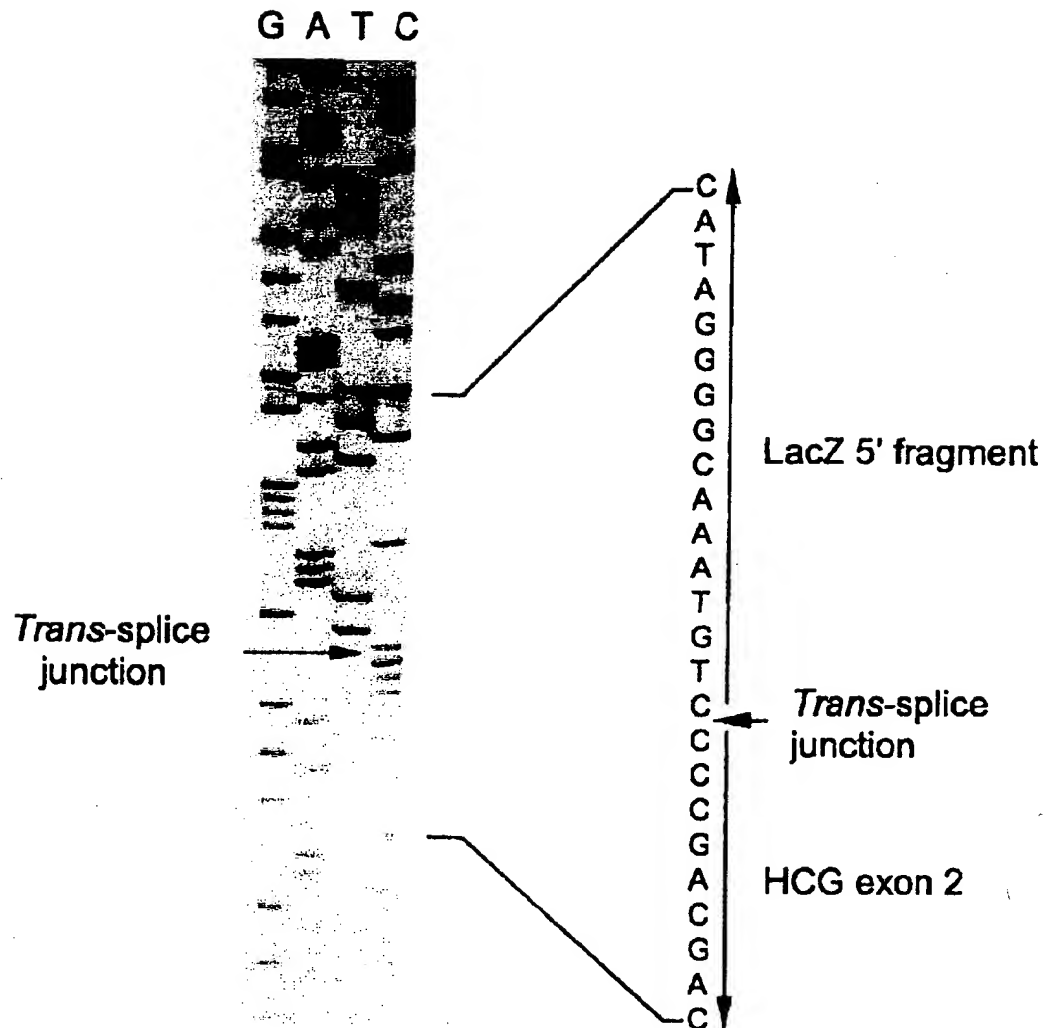 G A T C
C
A
T
A
G
G
G
G
C
A
A
A
T
G
T
C
C
C
C
G
A
C
G
A
C
LacZ 5' fragment
Trans-splice
junction
HCG exon 2
Trans-splice
junction